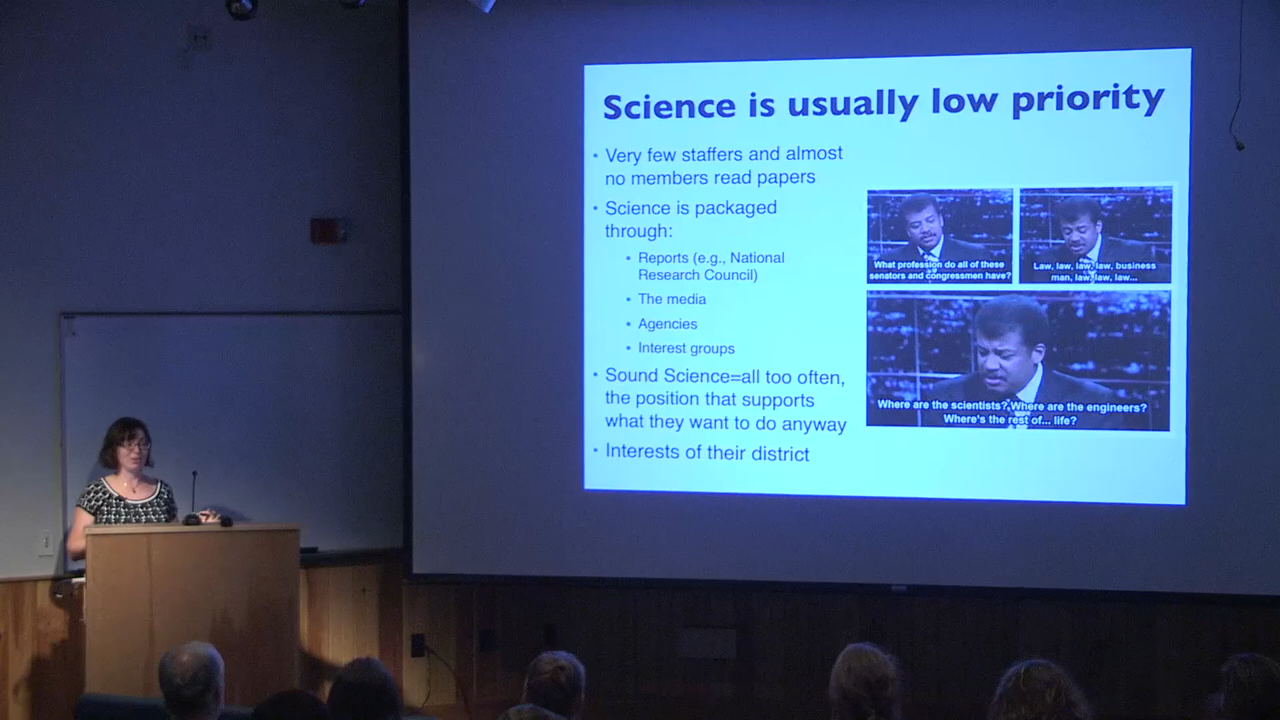 Science is usually low priority
• Very few staffers and almost
no members read papers
• Science is packaged
through:
• Reports (e.g., National
Research Council)
• The media
• Agencies
• Interest groups
• Sound Science=all too often,
the position that supports
what they want to do anyway
• Interests of their district
What profession do all of these
senators and congressmen have?
Law, law, law, law, business
man, law, law, law...
Where are the scientists? Where are the engineers?
Where's the rest of... life?